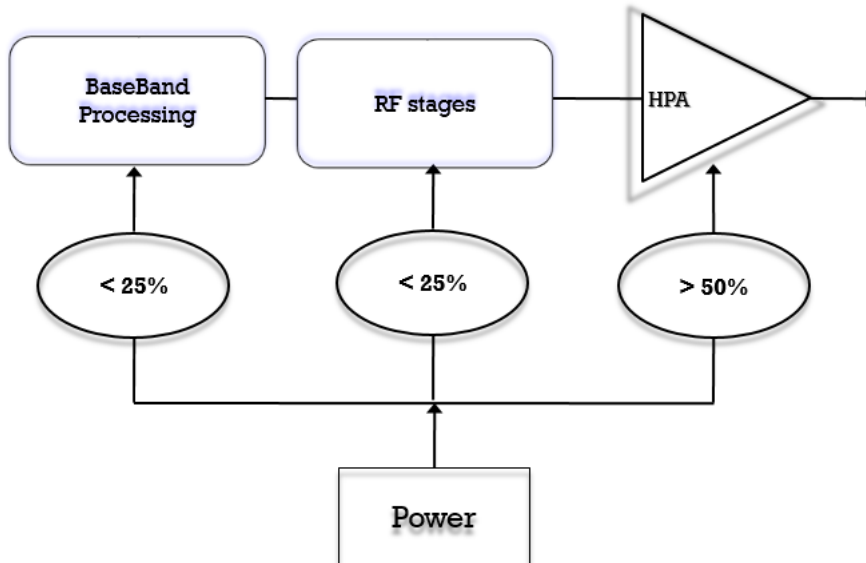 BaseBand
Processing
RF stages
HPA
< 25%
< 25%
> 50%
Power